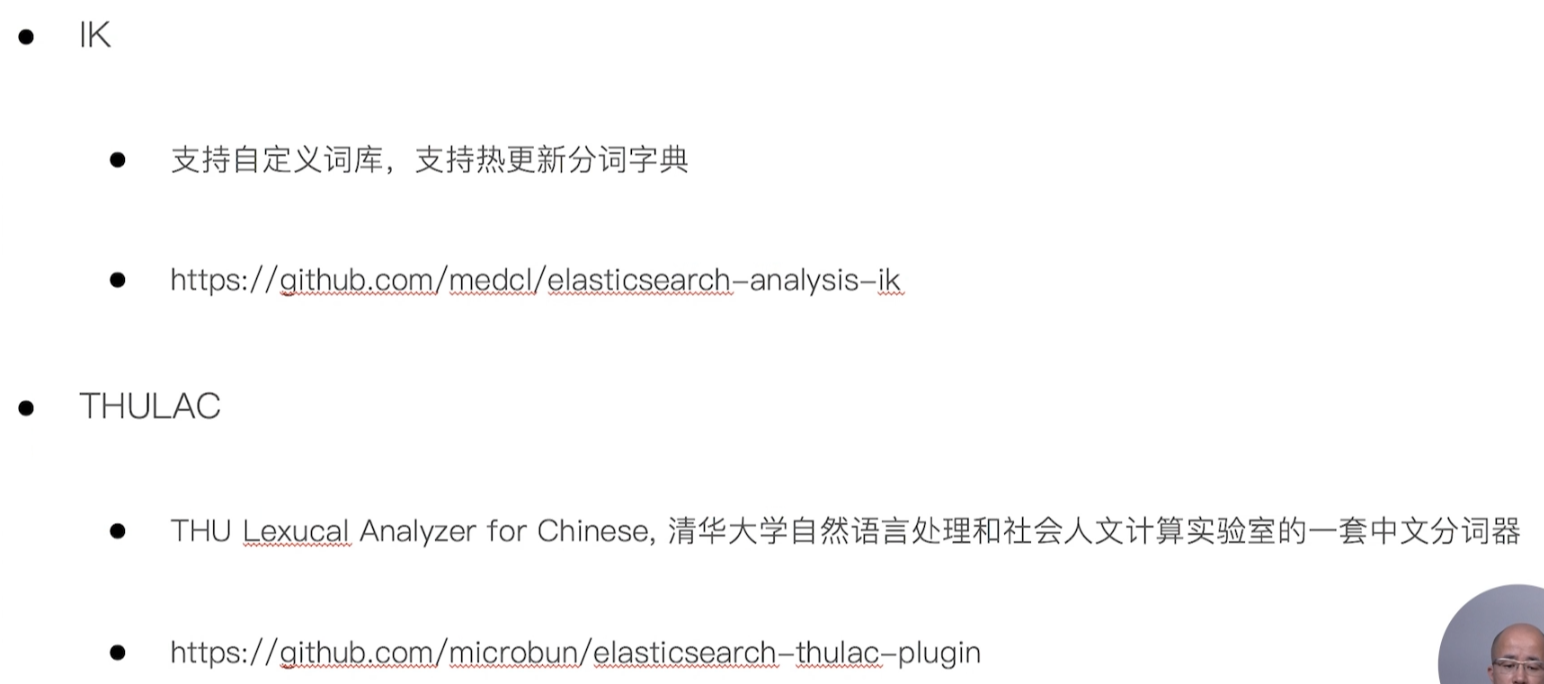 IK
支持自定义词库，支持热更新分词字典
https://github.com/medcl/elasticsearch-analysis-ik
THULAC
THU Lexucal Analyzer for Chinese, 清华大学自然语言处理和社会人文计算实验室的一套中文分词器
https://github.com/microbun/elasticsearch-thulac-plugin